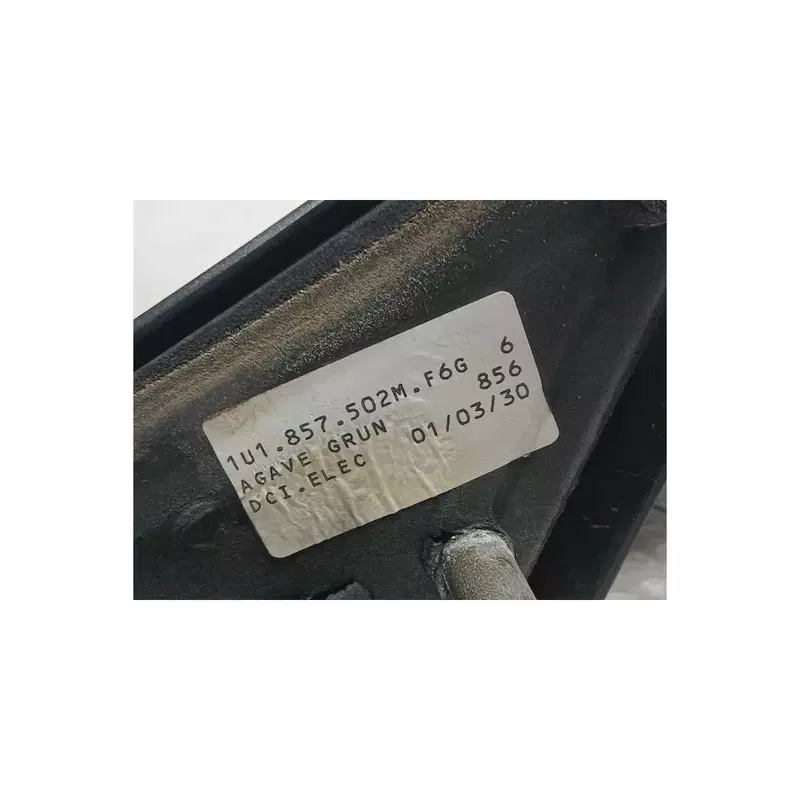 1U1.857.502M.F6G 6
AGAVE GRUN 856
DCI.ELEC 01/03/30